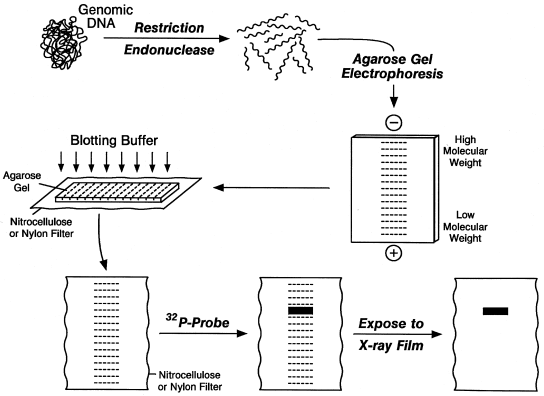 Genomic
DNA
Restriction
Endonuclease
Agarose Gel
Electrophoresis
−
High
Molecular
Weight
Low
Molecular
Weight
+
Blotting Buffer
Agarose
Gel
Nitrocellulose
or Nylon Filter
³²P-Probe
Nitrocellulose
or Nylon Filter
Expose to
X-ray Film